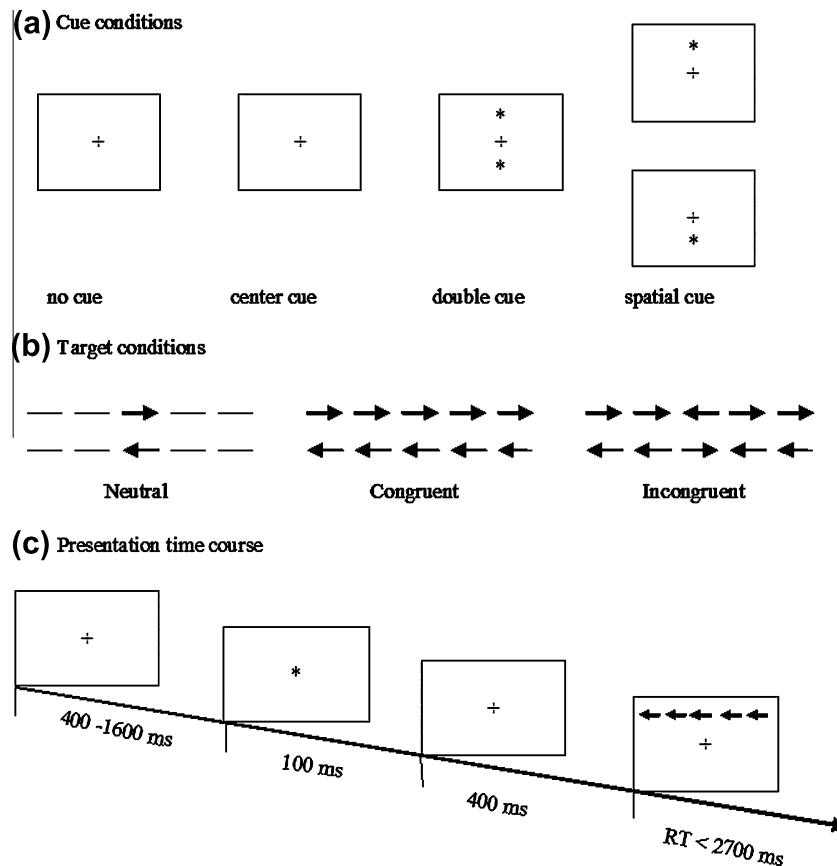 (a) Cue conditions
no cue center cue double cue spatial cue
(b) Target conditions
Neutral Congruent Incongruent
(c) Presentation time course
400 -1600 ms
100 ms
400 ms
RT < 2700 ms